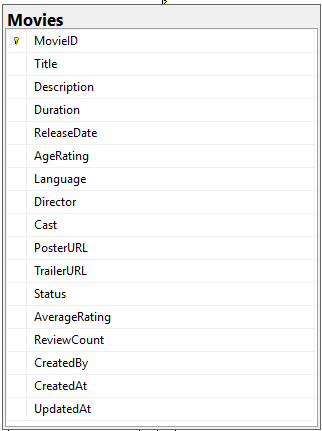 Movies
MovieID
Title
Description
Duration
ReleaseDate
AgeRating
Language
Director
Cast
PosterURL
TrailerURL
Status
AverageRating
ReviewCount
CreatedBy
CreatedAt
UpdatedAt